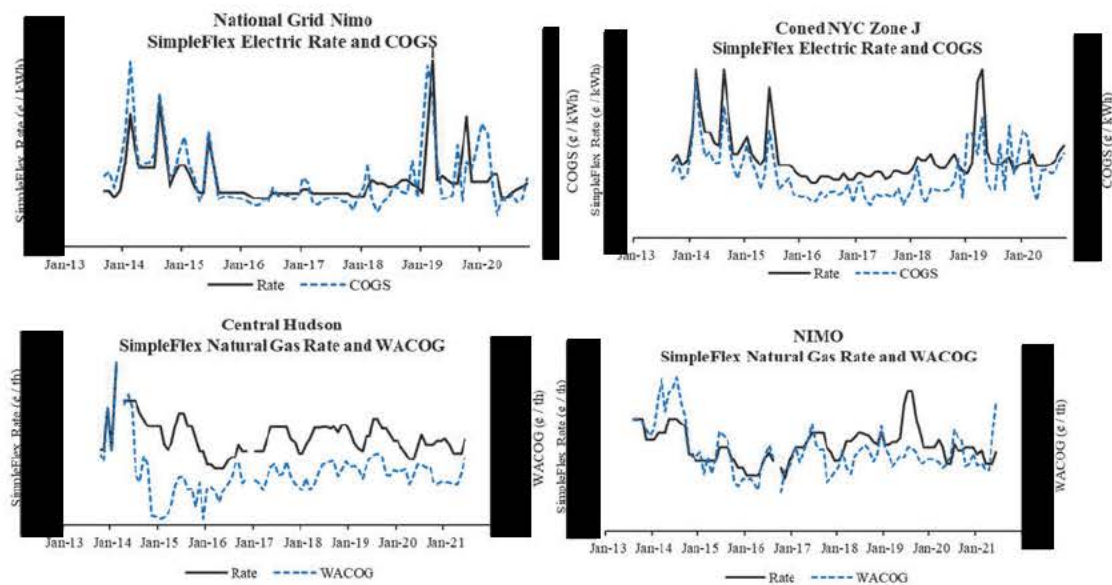 National Grid Nimo
SimpleFlex Electric Rate and COGS
SimpleFlex Rate (¢ / kWh)
COGS (¢ / kWh)
Jan-13 Jan-14 Jan-15 Jan-16 Jan-17 Jan-18 Jan-19 Jan-20
Rate COGS
Coned NYC Zone J
SimpleFlex Electric Rate and COGS
SimpleFlex Rate (¢ / kWh)
COGS (¢ / kWh)
Jan-13 Jan-14 Jan-15 Jan-16 Jan-17 Jan-18 Jan-19 Jan-20
Rate COGS
Central Hudson
SimpleFlex Natural Gas Rate and WACOG
SimpleFlex Rate (¢ / th)
WACOG (¢ / th)
Jan-13 Jan-14 Jan-15 Jan-16 Jan-17 Jan-18 Jan-19 Jan-20 Jan-21
Rate WACOG
NIMO
SimpleFlex Natural Gas Rate and WACOG
SimpleFlex Rate (¢ / th)
WACOG (¢ / th)
Jan-13 Jan-14 Jan-15 Jan-16 Jan-17 Jan-18 Jan-19 Jan-20 Jan-21
Rate WACOG